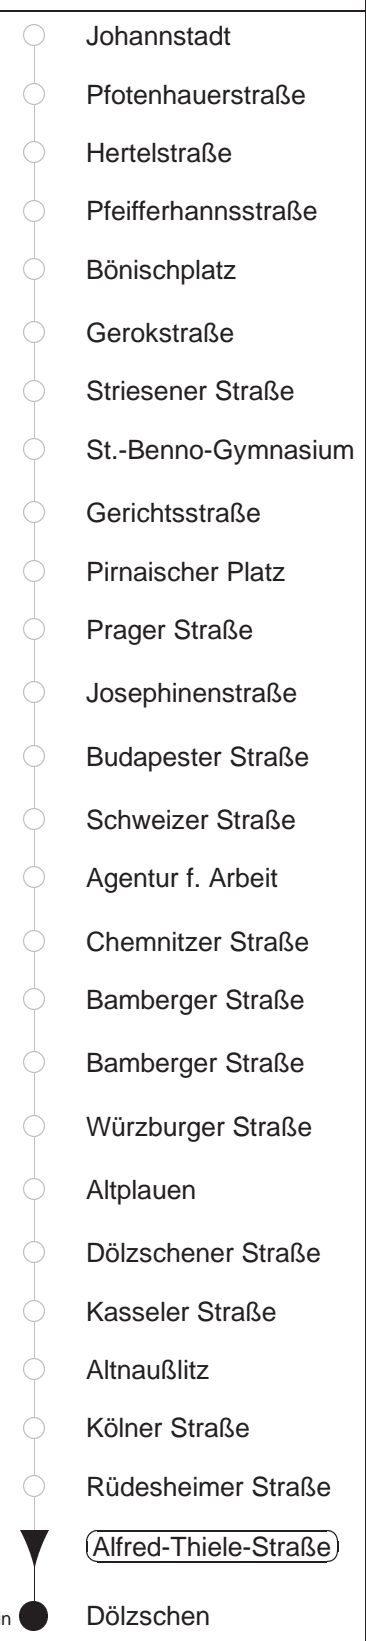 Johannstadt
Pfotenhauerstraße
Hertelstraße
Pfeifferhannsstraße
Bönischplatz
Gerokstraße
Striesener Straße
St.-Benno-Gymnasium
Gerichtsstraße
Pirnaischer Platz
Prager Straße
Josephinenstraße
Budapester Straße
Schweizer Straße
Agentur f. Arbeit
Chemnitzer Straße
Bamberger Straße
Bamberger Straße
Würzburger Straße
Altplauen
Dölzschener Straße
Kasseler Straße
Altnaußlitz
Kölner Straße
Rüdesheimer Straße
Alfred-Thiele-Straße
Dölzschen